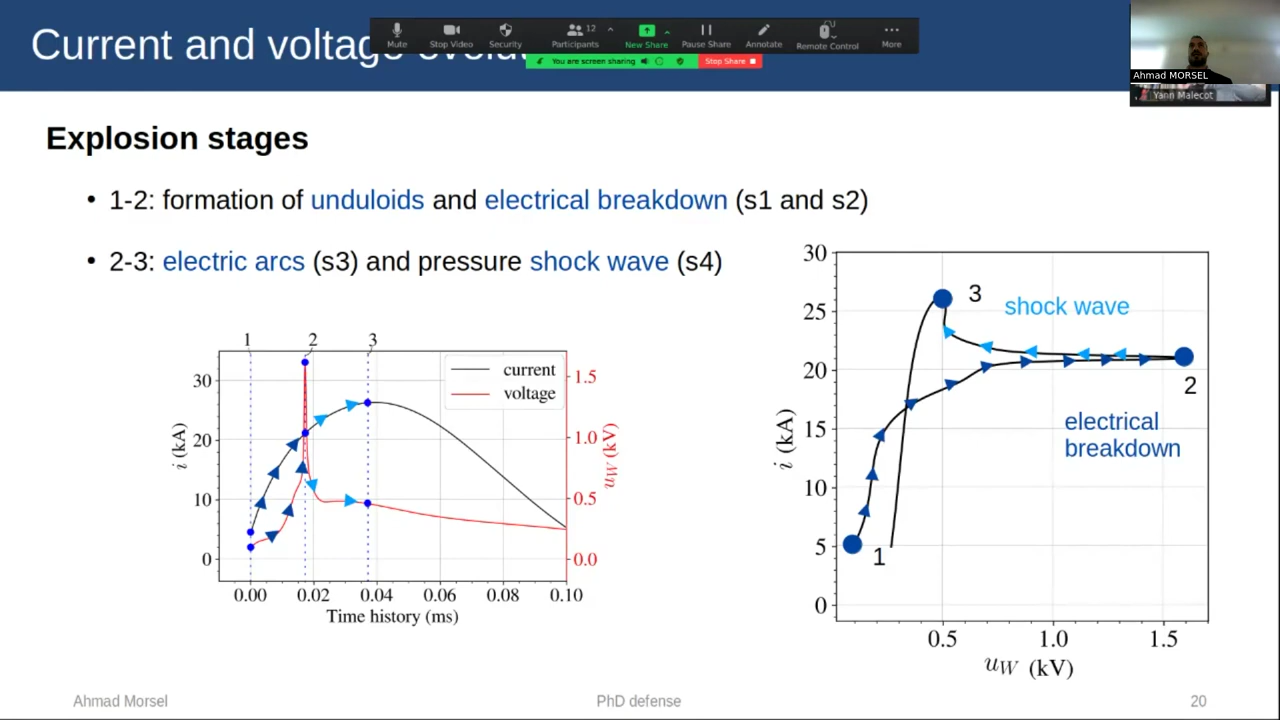 Current and voltage
Mute
Stop Video
Security
Participants
12
New Share
Pause Share
Annotate
Remote Control
More
You are screen sharing
Stop Share
Ahmad MORSEL
Yann Malecot
Explosion stages
• 1-2: formation of unduloids and electrical breakdown (s1 and s2)
• 2-3: electric arcs (s3) and pressure shock wave (s4)
1 2 3
current
voltage
30
20
10
0
i (kA)
1.5
1.0
0.5
0.0
u_W (kV)
0.00 0.02 0.04 0.06 0.08 0.10
Time history (ms)
30
25
20
15
10
5
0
i (kA)
3
shock wave
2
electrical
breakdown
1
0.5 1.0 1.5
u_W (kV)
Ahmad Morsel
PhD defense
20